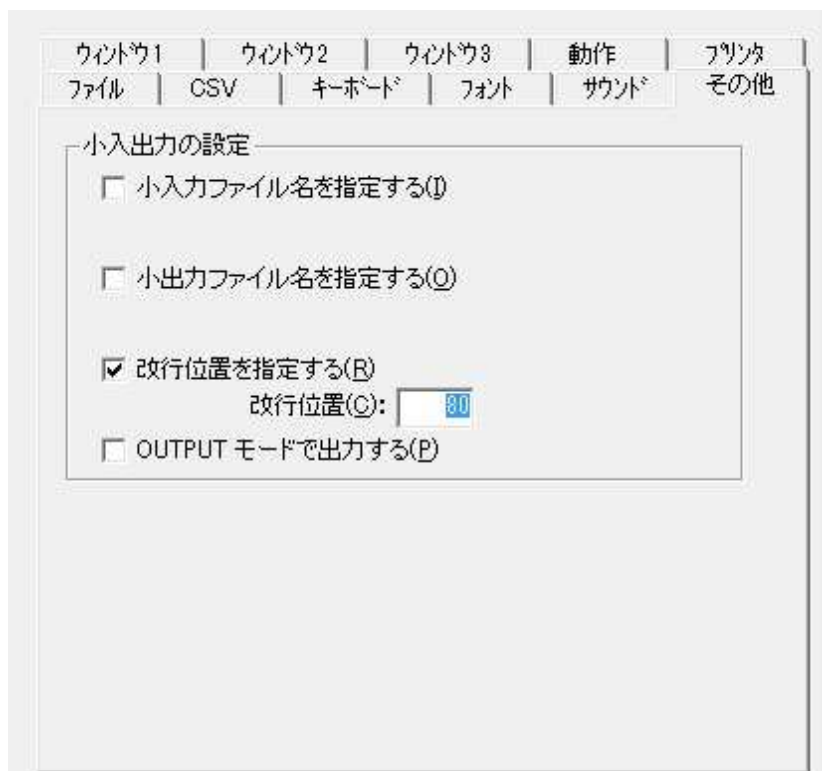 ウィンドウ1 ウィンドウ2 ウィンドウ3 動作 プリンタ
ファイル CSV キーボード フォント サウンド その他
小入出力の設定
小入力ファイル名を指定する(I)
小出力ファイル名を指定する(O)
改行位置を指定する(R)
改行位置(C): 80
OUTPUT モードで出力する(P)